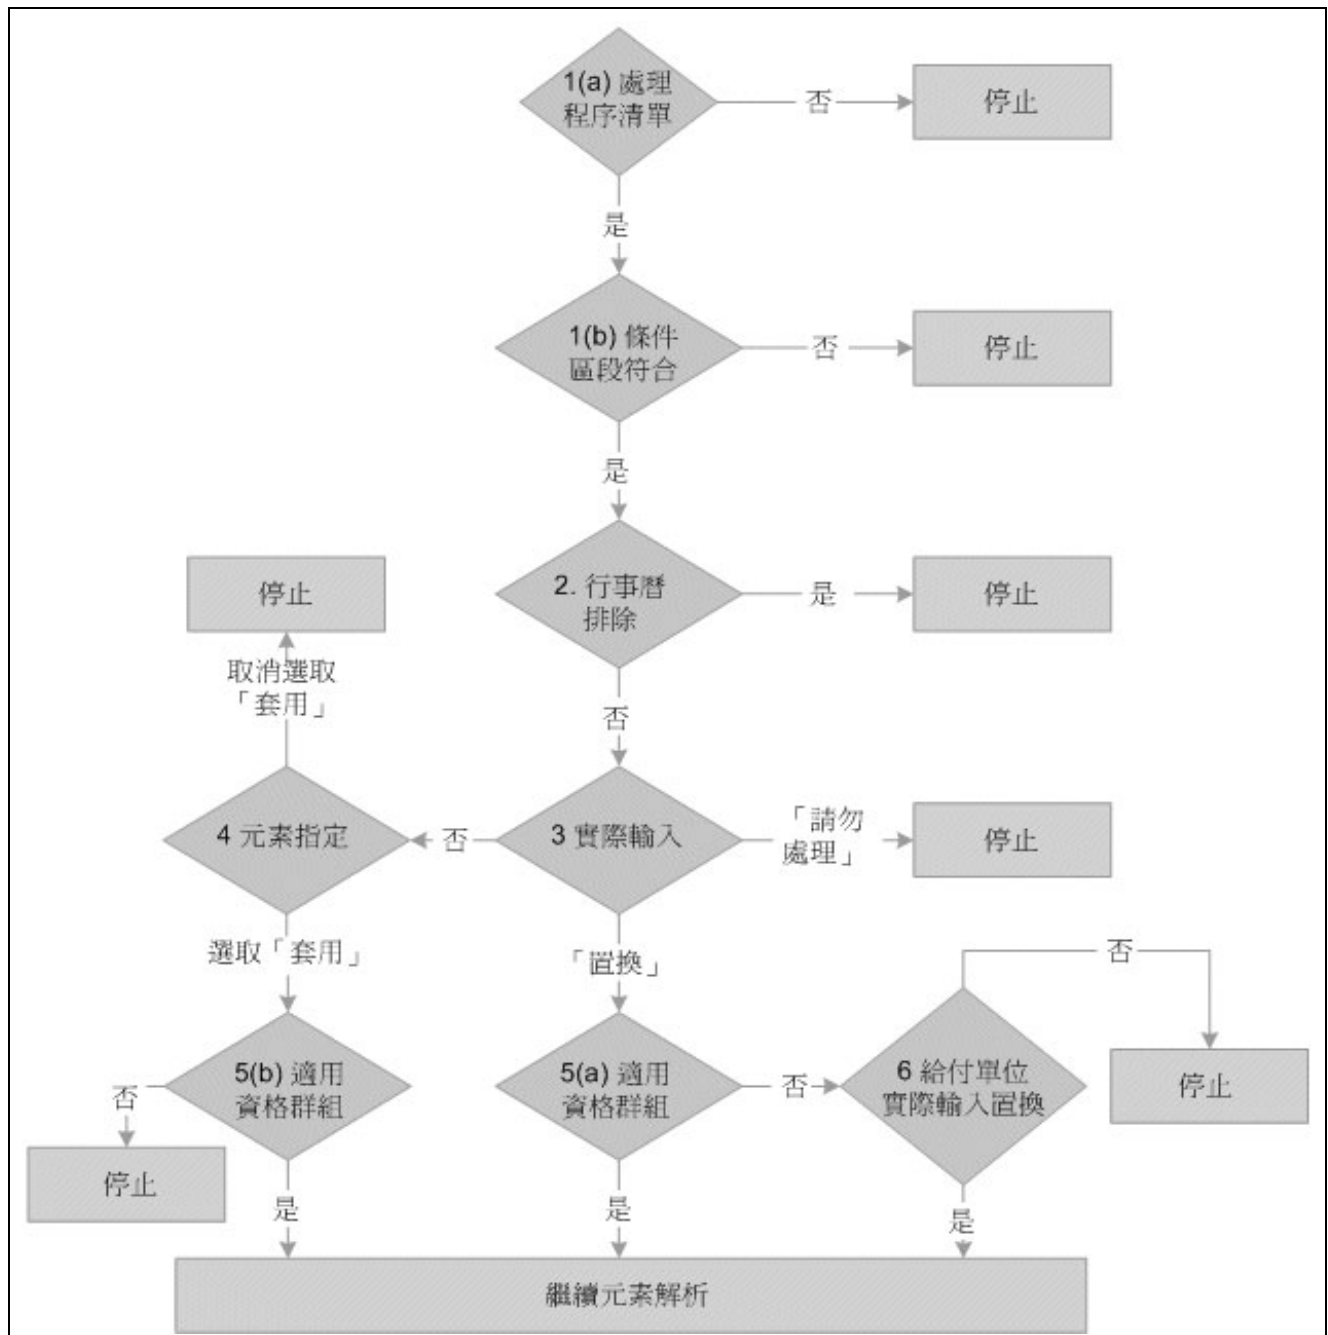 1(a) 處理
程序清單
否
停止
是
1(b) 條件
區段符合
否
停止
是
2. 行事曆
排除
是
停止
停止
取消選取
「套用」
否
4 元素指定
否
3 實際輸入
「請勿
處理」
停止
選取「套用」
「置換」
否
5(b) 適用
資格群組
5(a) 適用
資格群組
否
6 給付單位
實際輸入置換
停止
否
停止
是
是
是
繼續元素解析